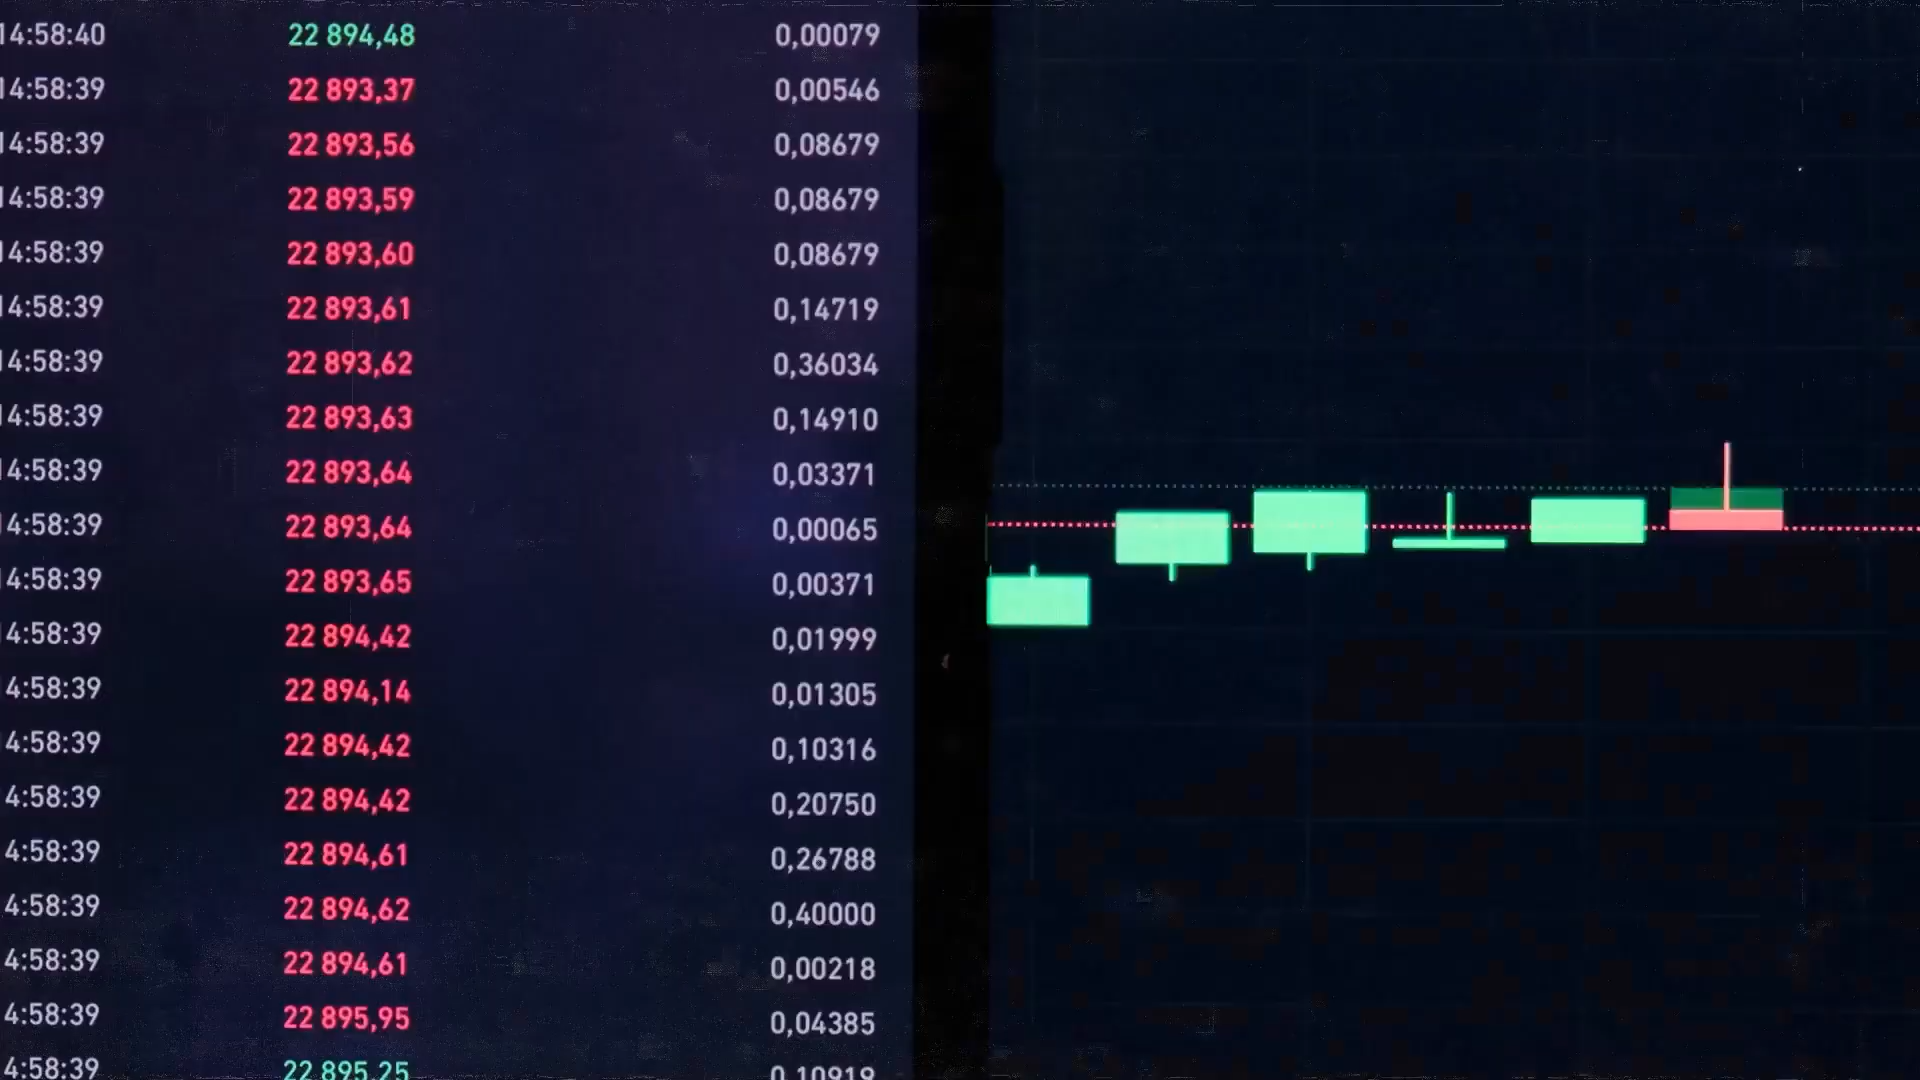 14:58:40 22 894,48 0,00079
14:58:39 22 893,37 0,00546
14:58:39 22 893,56 0,08679
14:58:39 22 893,59 0,08679
14:58:39 22 893,60 0,08679
14:58:39 22 893,61 0,14719
14:58:39 22 893,62 0,36034
14:58:39 22 893,63 0,14910
4:58:39 22 893,64 0,03371
4:58:39 22 893,64 0,00065
4:58:39 22 893,65 0,00371
4:58:39 22 894,42 0,01999
4:58:39 22 894,14 0,01305
4:58:39 22 894,42 0,10316
4:58:39 22 894,42 0,20750
4:58:39 22 894,61 0,26788
4:58:39 22 894,62 0,40000
4:58:39 22 894,61 0,00218
4:58:39 22 895,95 0,04385
4:58:39 22 895,25 0,10919